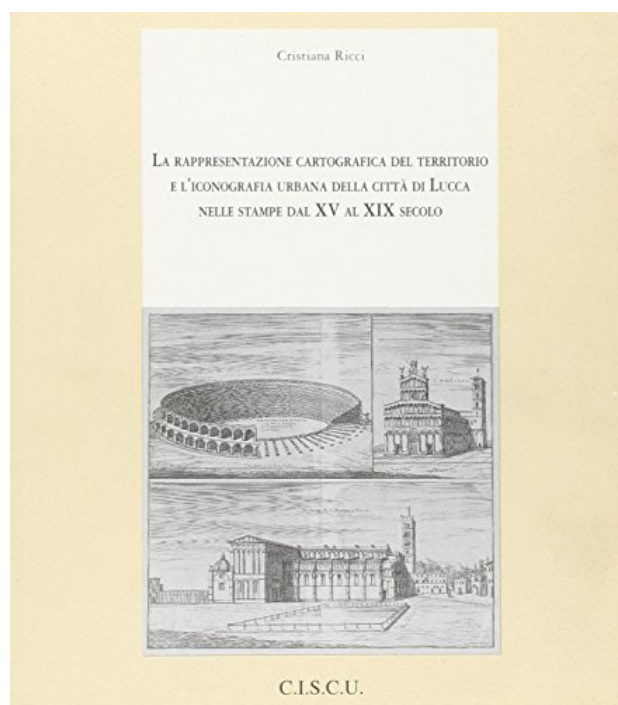 Cristiana Ricci
La rappresentazione cartografica del territorio
e l'iconografia urbana della città di Lucca
nelle stampe dal XV al XIX secolo
C.I.S.C.U.